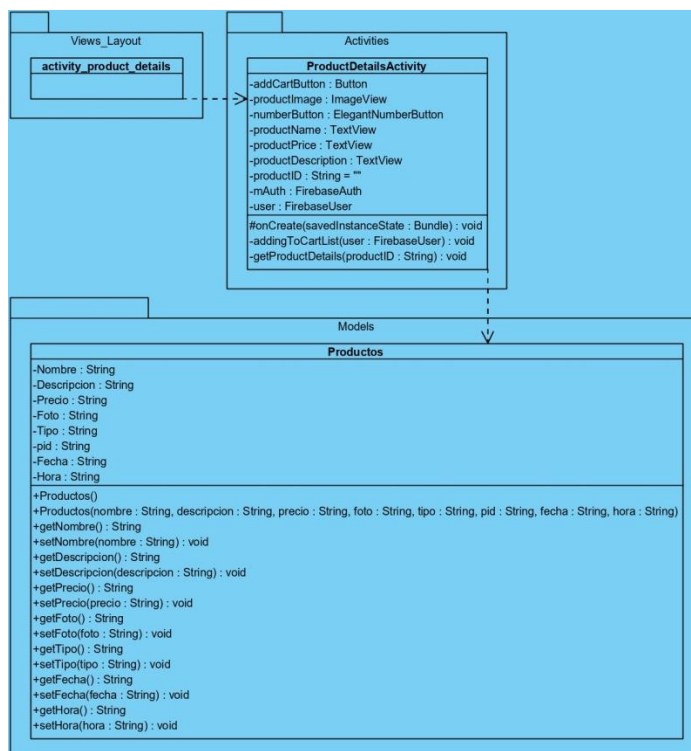 Views_Layout
activity_product_details
Activities
ProductDetailsActivity
-addCartButton : Button
-productImage : ImageView
-numberButton : ElegantNumberButton
-productName : TextView
-productPrice : TextView
-productDescription : TextView
-productID : String = ""
-mAuth : FirebaseAuth
-user : FirebaseUser
#onCreate(savedInstanceState : Bundle) : void
-addingToCartList(user : FirebaseUser) : void
-getProductDetails(productID : String) : void
Models
Productos
-Nombre : String
-Descripcion : String
-Precio : String
-Foto : String
-Tipo : String
-pid : String
-Fecha : String
-Hora : String
+Productos()
+Productos(nombre : String, descripcion : String, precio : String, foto : String, tipo : String, pid : String, fecha : String, hora : String)
+getNombre() : String
+setNombre(nombre : String) : void
+getDescripcion() : String
+setDescripcion(descripcion : String) : void
+getPrecio() : String
+setPrecio(precio : String) : void
+getFoto() : String
+setFoto(foto : String) : void
+getTipo() : String
+setTipo(tipo : String) : void
+getFecha() : String
+setFecha(fecha : String) : void
+getHora() : String
+setHora(hora : String) : void